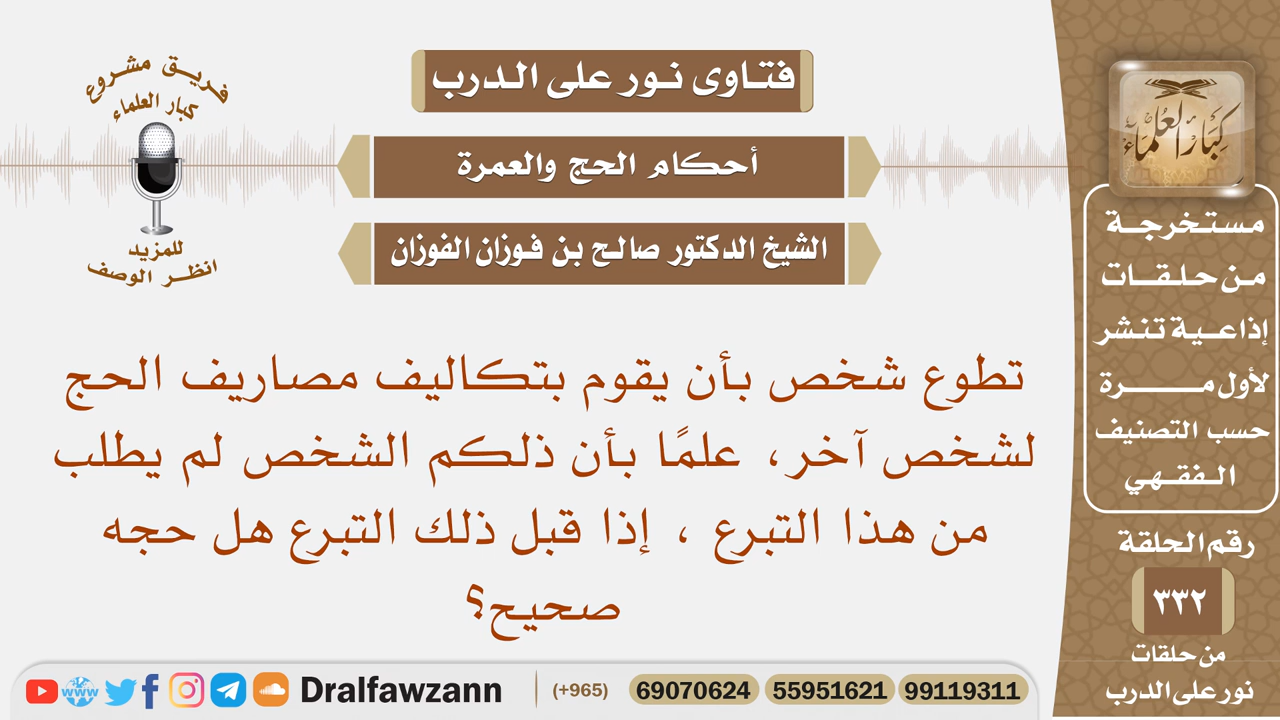 فتاوى نور على الدرب
أحكام الحج والعمرة
الشيخ الدكتور صالح بن فوزان الفوزان
فريق مشروع
كبار العلماء
للمزيد
انظر الوصف
تطوع شخص بأن يقوم بتكاليف مصاريف الحج
لشخص آخر، علمًا بأن ذلكم الشخص لم يطلب
من هذا التبرع ، إذا قبل ذلك التبرع هل حجه
صحيح؟
كبار العلماء
مستخرجة
من حلقات
إذاعية تنشر
لأول مرة
حسب التصنيف
الفقهي
رقم الحلقة
٣٣٢
من حلقات
نور على الدرب
www Dralfawzann (+965) 69070624 55951621 99119311